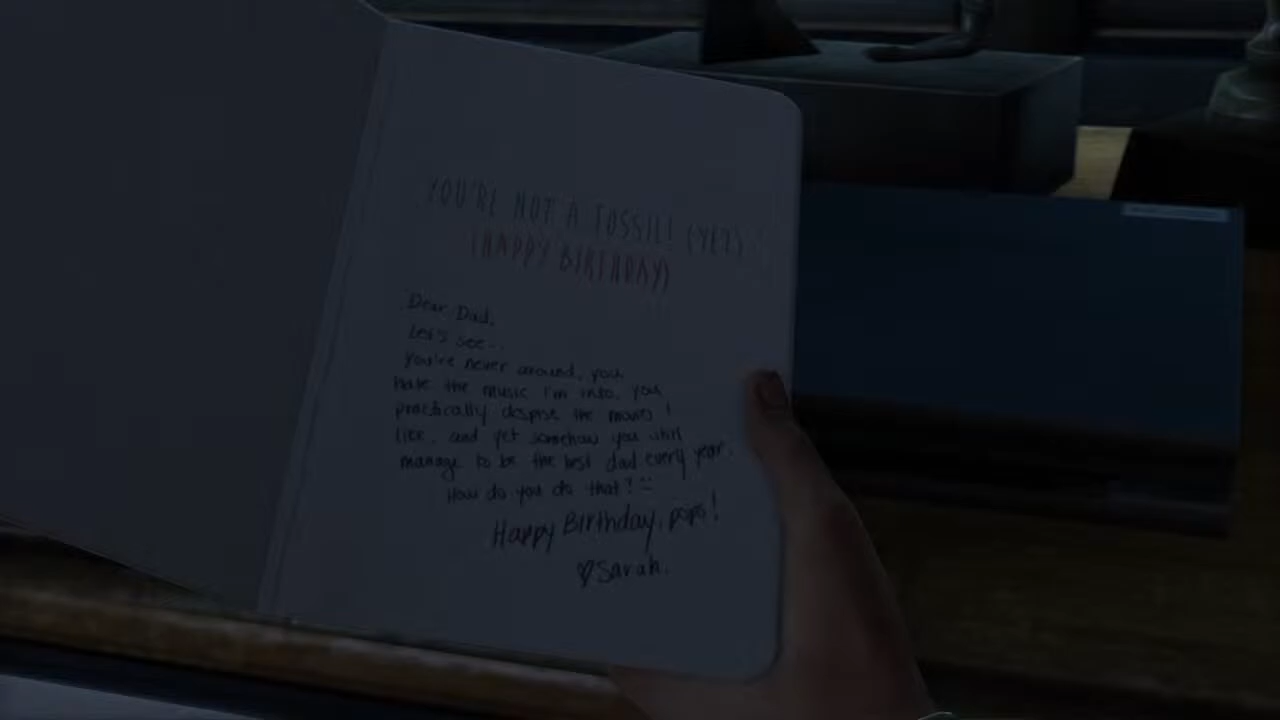 YOU'RE NOT A FOSSIL! (YET)
(HAPPY BIRTHDAY)
Dear Dad,
Let's see...
You're never around, you
hate the music I'm into, you
practically despise the movies I
like, and yet somehow you still
manage to be the best dad every year.
How do you do that? :)
Happy Birthday, pops!
♡ Sarah.